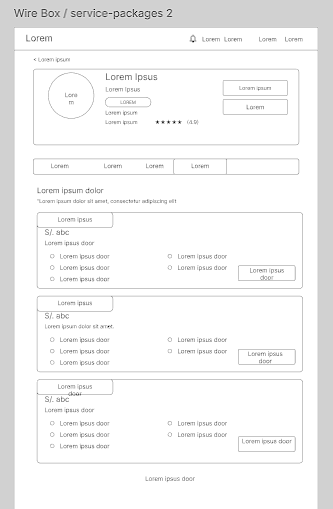 Wire Box / service-packages 2
Lorem
Lorem Lorem Lorem Lorem
< Lorem ipsum
Lore
m
Lorem Ipsus
Lorem Ipsus
LOREM
Lorem ipsum
Lorem ipsum ★★★★★ (4.9)
Lorem ipsum
Lorem
Lorem Lorem Lorem Lorem
Lorem ipsum dolor
"Lorem ipsum dolor sit amet, consectetur adipiscing elit
Lorem ipsus
S/. abc
Lorem ipsus door
Lorem ipsus door Lorem ipsus door
Lorem ipsus door Lorem ipsus door
Lorem ipsus door
Lorem ipsus
door
Lorem ipsus
S/. abc
Lorem ipsus dolor sit amet.
Lorem ipsus door Lorem ipsus door
Lorem ipsus door Lorem ipsus door
Lorem ipsus door
Lorem ipsus
door
Lorem ipsus
door
S/. abc
Lorem ipsus door
Lorem ipsus door Lorem ipsus door
Lorem ipsus door Lorem ipsus door
Lorem ipsus door
Lorem ipsus door
Lorem ipsus door